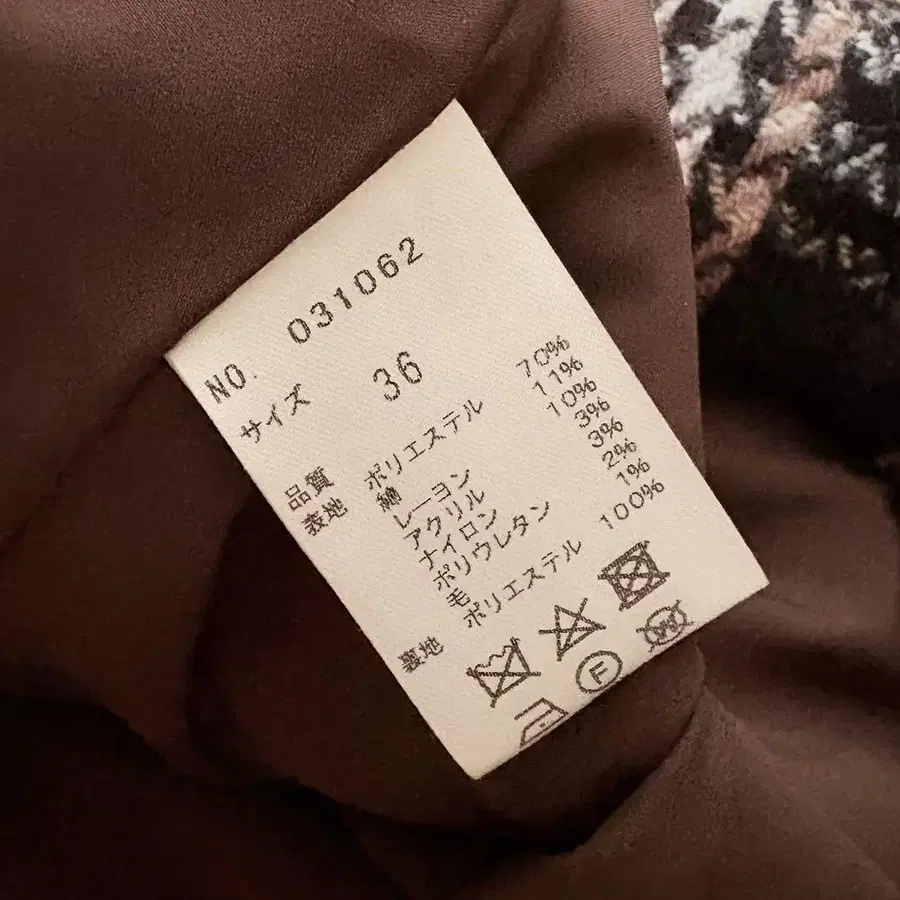 NO. 031062
サイズ 36
品質
表地 ポリエステル 70%
綿 11%
レーヨン 10%
アクリル 3%
ナイロン 3%
ポリウレタン 2%
毛 1%
裏地 ポリエステル 100%
F
W